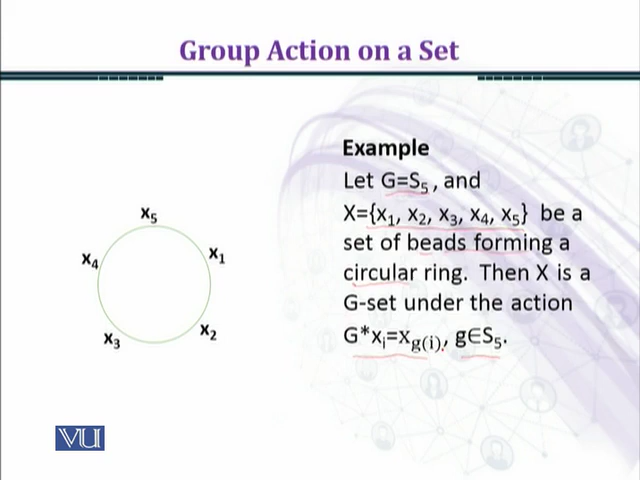 Group Action on a Set
Example
Let G=S₅ , and
X={x₁, x₂, x₃, x₄, x₅} be a
set of beads forming a
circular ring. Then X is a
G-set under the action
G*xᵢ=x_g(i), g∈S₅.
x₅
x₄
x₁
x₃
x₂
VU